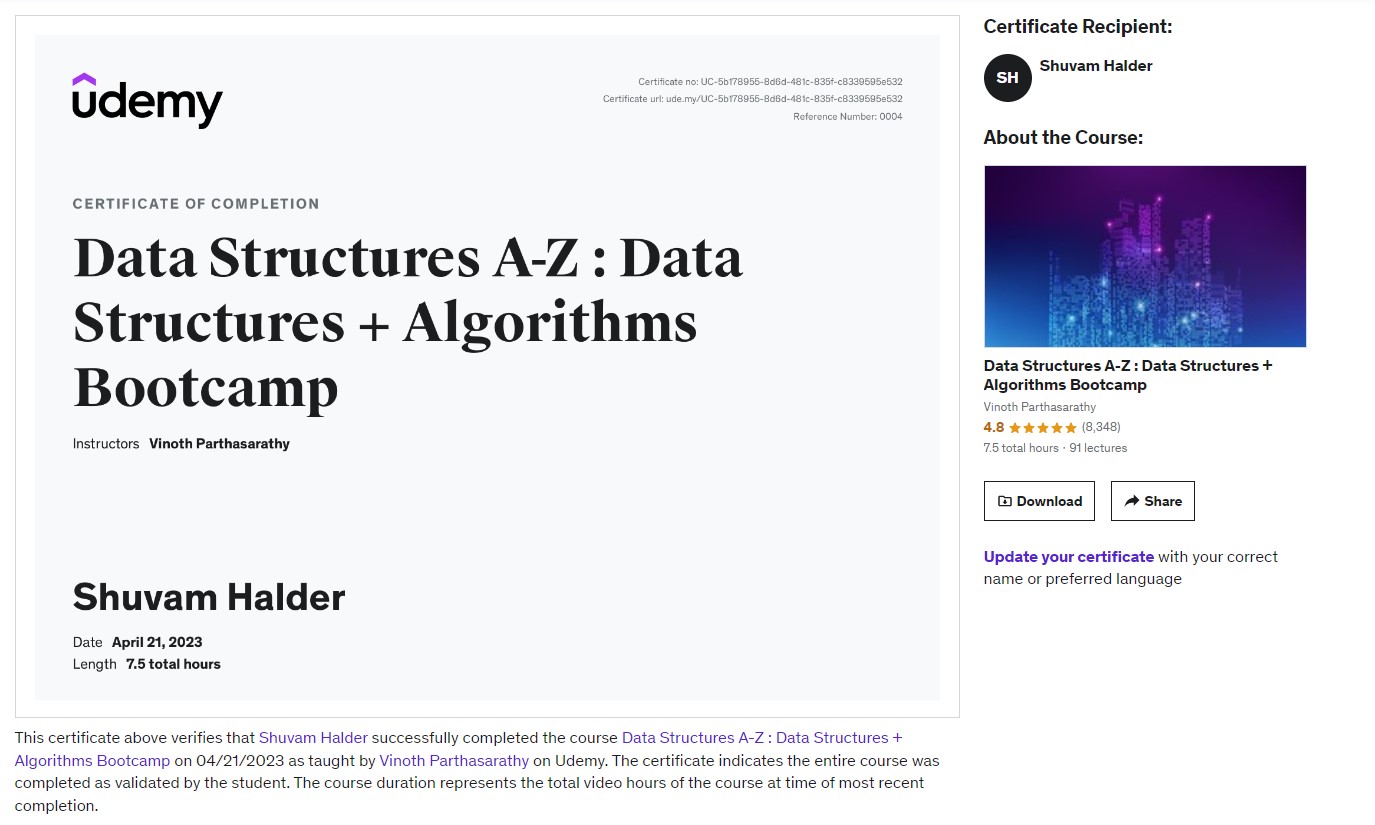 udemy
Certificate no: UC-5b178955-8d6d-481c-835f-c8339595e532
Certificate url: ude.my/UC-5b178955-8d6d-481c-835f-c8339595e532
Reference Number: 0004
CERTIFICATE OF COMPLETION
Data Structures A-Z : Data
Structures + Algorithms
Bootcamp
Instructors Vinoth Parthasarathy
Shuvam Halder
Date April 21, 2023
Length 7.5 total hours
This certificate above verifies that Shuvam Halder successfully completed the course Data Structures A-Z : Data Structures +
Algorithms Bootcamp on 04/21/2023 as taught by Vinoth Parthasarathy on Udemy. The certificate indicates the entire course was
completed as validated by the student. The course duration represents the total video hours of the course at time of most recent
completion.
Certificate Recipient:
SH
Shuvam Halder
About the Course:
Data Structures A-Z : Data Structures +
Algorithms Bootcamp
Vinoth Parthasarathy
4.8 (8,348)
7.5 total hours · 91 lectures
Download
Share
Update your certificate with your correct
name or preferred language